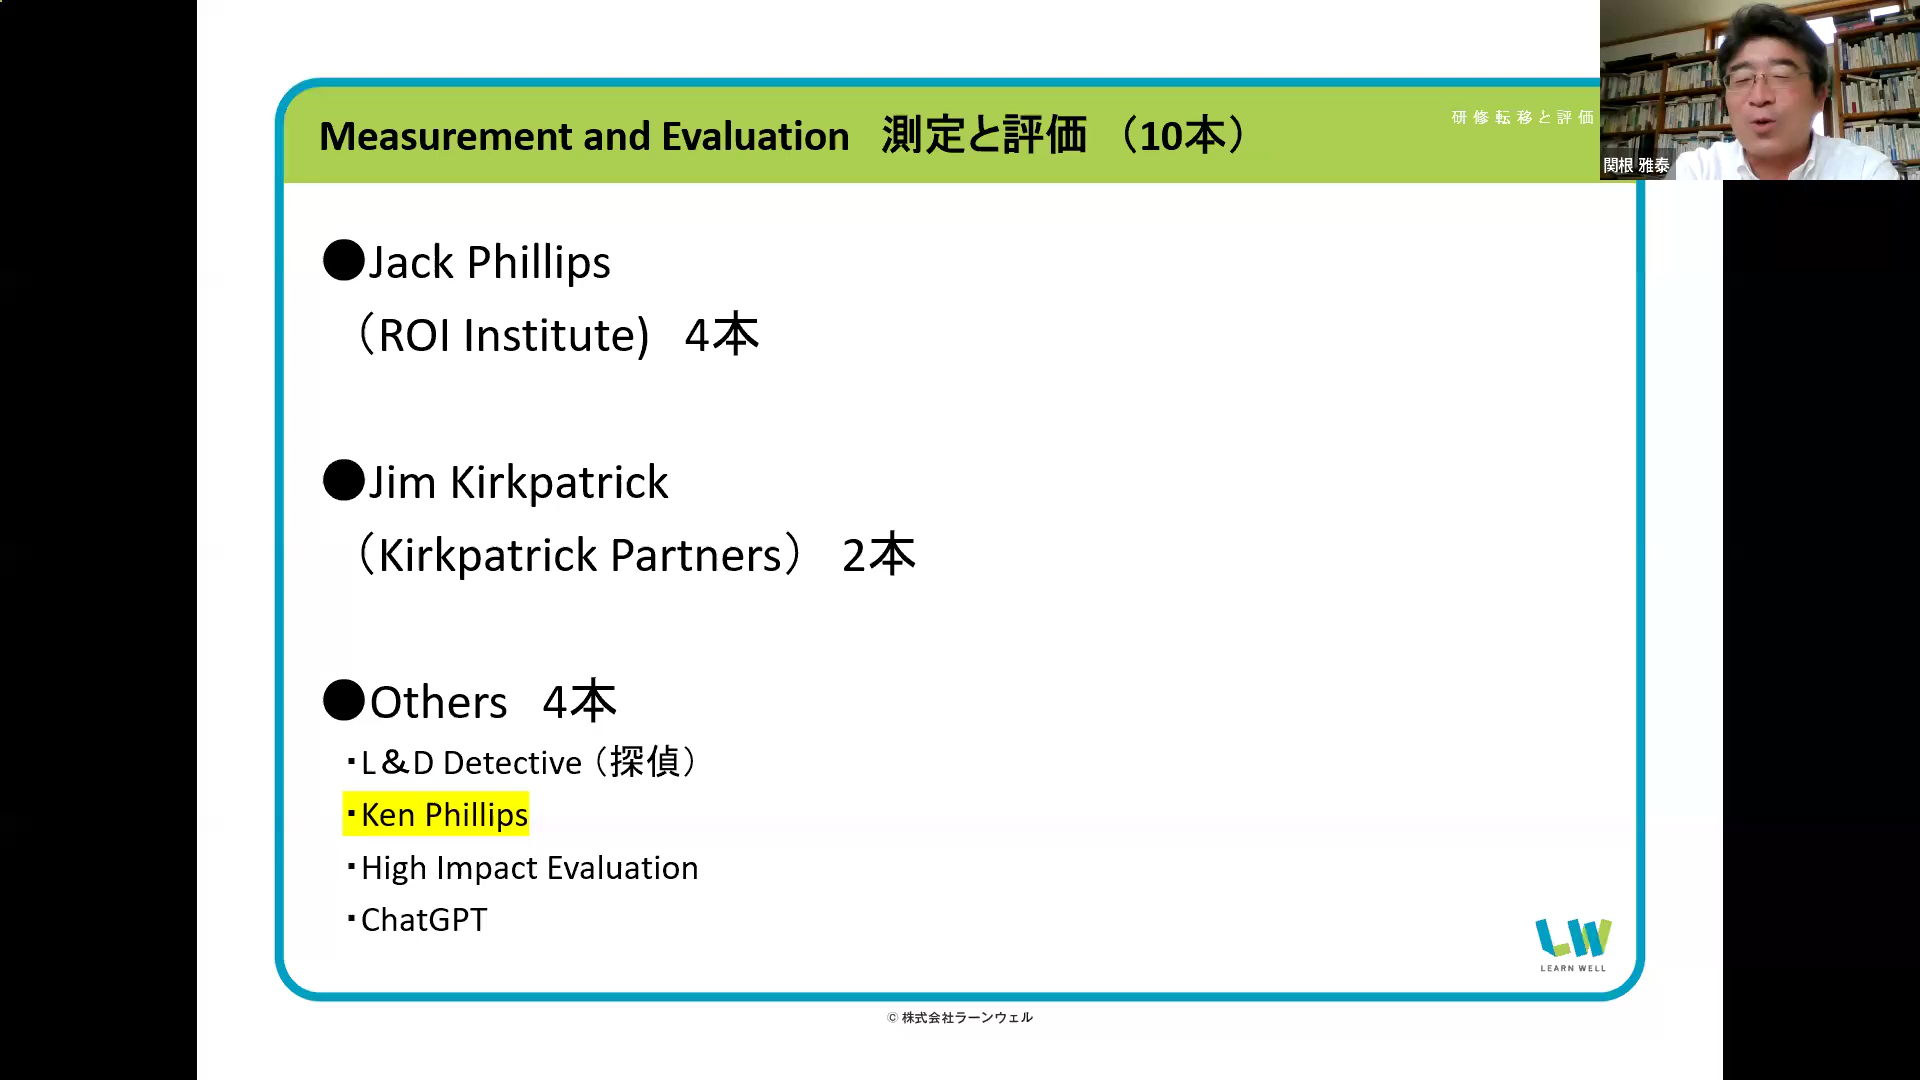 Measurement and Evaluation 測定と評価 （10本）
研修転移と評価
関根 雅泰
●Jack Phillips
（ROI Institute) 4本
●Jim Kirkpatrick
（Kirkpatrick Partners） 2本
●Others 4本
・L＆D Detective（探偵）
・Ken Phillips
・High Impact Evaluation
・ChatGPT
LW
LEARN WELL
© 株式会社ラーンウェル